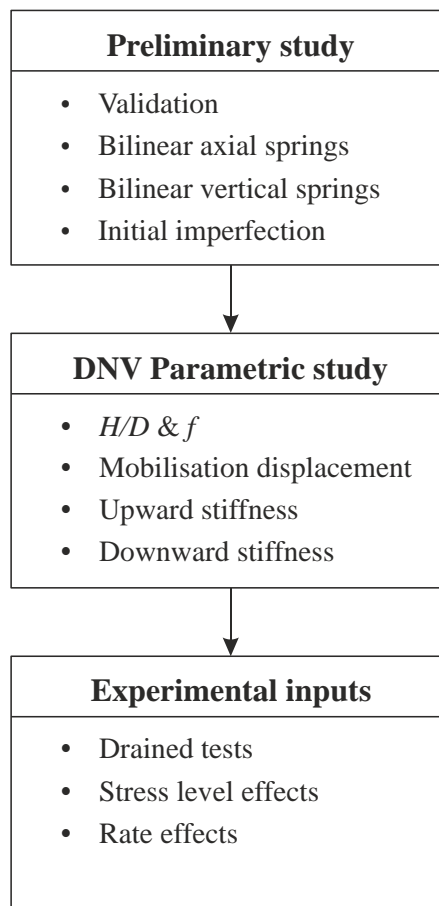 Preliminary study
• Validation
• Bilinear axial springs
• Bilinear vertical springs
• Initial imperfection
DNV Parametric study
• H/D & f
• Mobilisation displacement
• Upward stiffness
• Downward stiffness
Experimental inputs
• Drained tests
• Stress level effects
• Rate effects